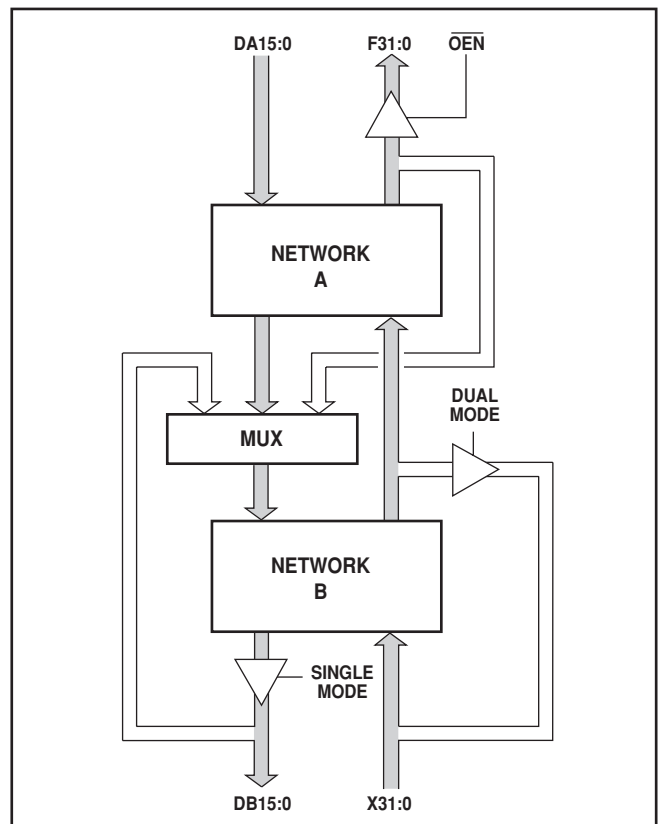 DA15:0
F31:0
OEN
NETWORK
A
DUAL
MODE
MUX
NETWORK
B
SINGLE
MODE
DB15:0
X31:0